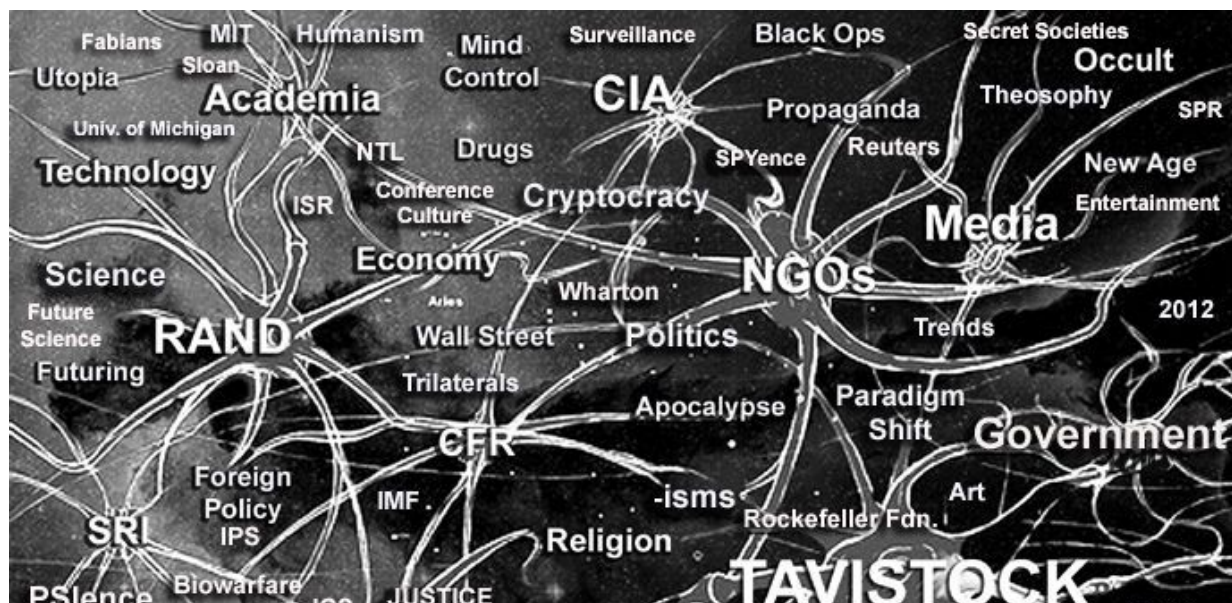 Fabians
MIT
Humanism
Mind
Control
Surveillance
Black Ops
Secret Societies
Utopia
Sloan
Academia
CIA
Occult
Theosophy
Univ. of Michigan
Propaganda
SPR
Technology
NTL
Drugs
SPYence
Reuters
New Age
ISR
Conference
Culture
Cryptocracy
Entertainment
Media
Science
Economy
NGOs
Aries
Wharton
Future
Science
RAND
Wall Street
Politics
Trends
2012
Futuring
Trilaterals
Apocalypse
Paradigm
Shift
CFR
Government
Foreign
Policy
IPS
IMF
-isms
Art
SRI
Religion
Rockefeller Fdn.
Biowarfare
PSIence
JUSTICE
TAVISTOCK